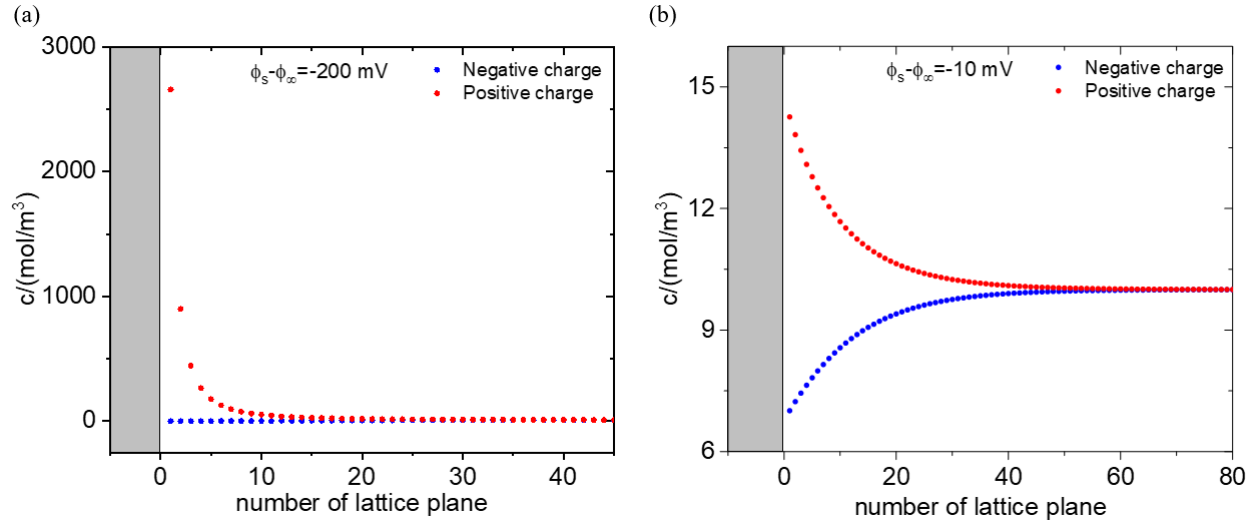 (a)
3000
2000
1000
0
c/(mol/m³)
ϕₛ-ϕ∞=-200 mV
Negative charge
Positive charge
0 10 20 30 40
number of lattice plane
(b)
15
12
9
6
c/(mol/m³)
ϕₛ-ϕ∞=-10 mV
Negative charge
Positive charge
0 20 40 60 80
number of lattice plane